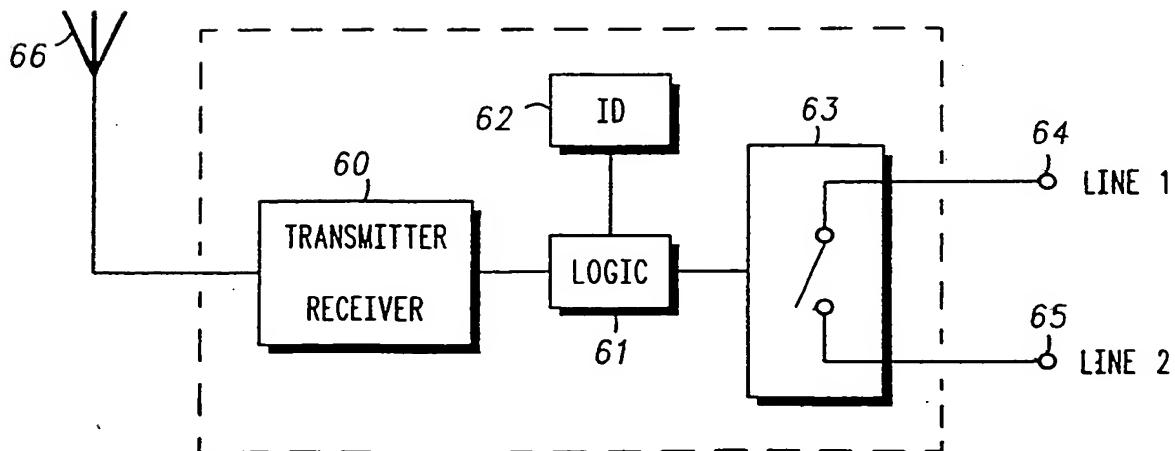 66
62
ID
63
64
LINE 1
60
TRANSMITTER
RECEIVER
LOGIC
61
65
LINE 2